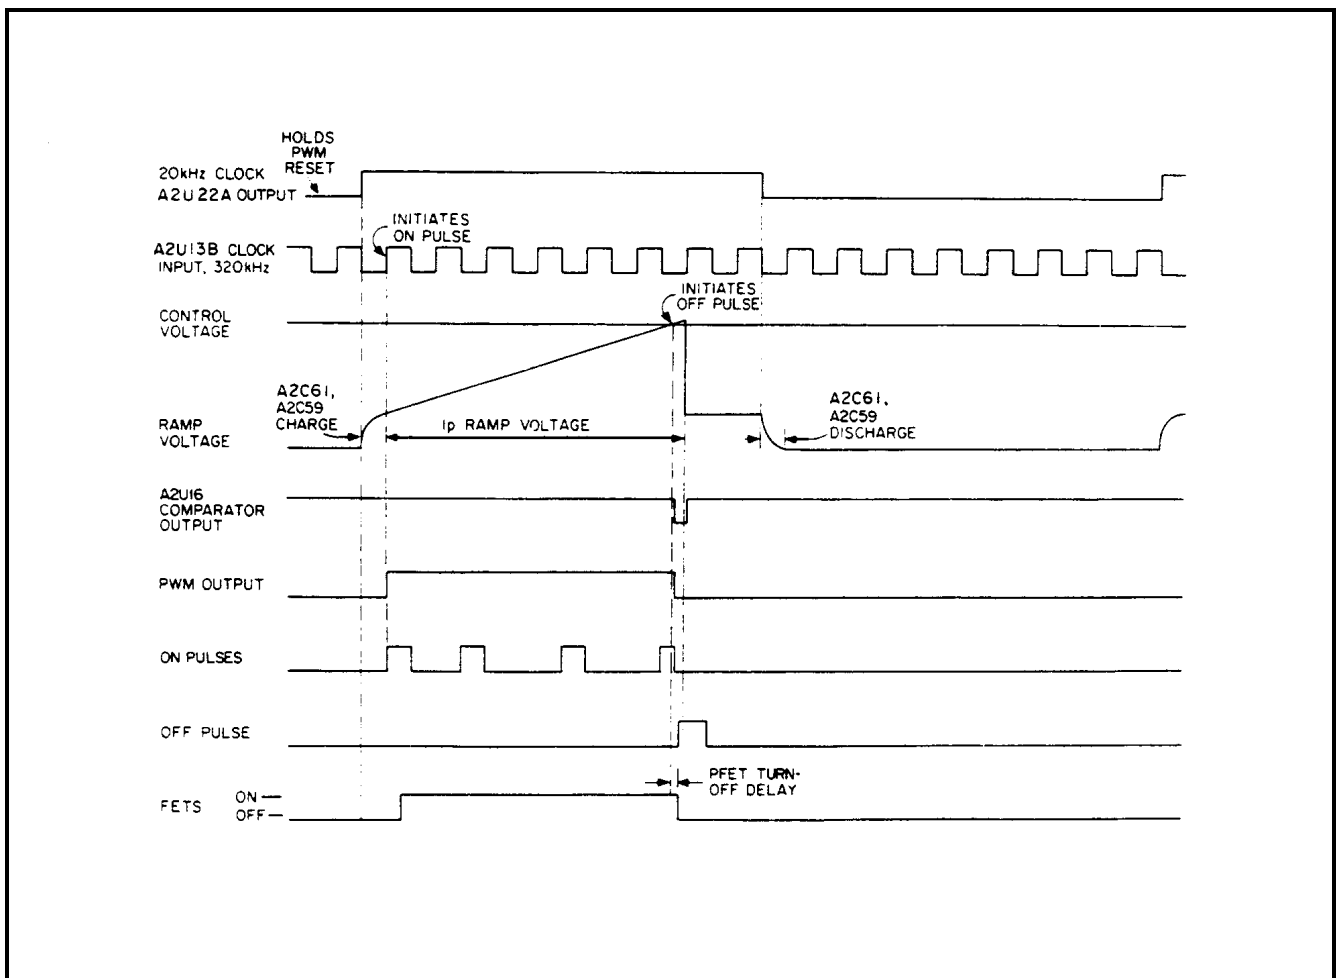 HOLDS
PWM
RESET
20kHz CLOCK
A2U22A OUTPUT
INITIATES
ON PULSE
A2U13B CLOCK
INPUT, 320kHz
INITIATES
OFF PULSE
CONTROL
VOLTAGE
A2C61,
A2C59
CHARGE
A2C61,
A2C59
DISCHARGE
RAMP
VOLTAGE
Ip RAMP VOLTAGE
A2U16
COMPARATOR
OUTPUT
PWM OUTPUT
ON PULSES
OFF PULSE
PFET TURN-
OFF DELAY
FETS
ON—
OFF—